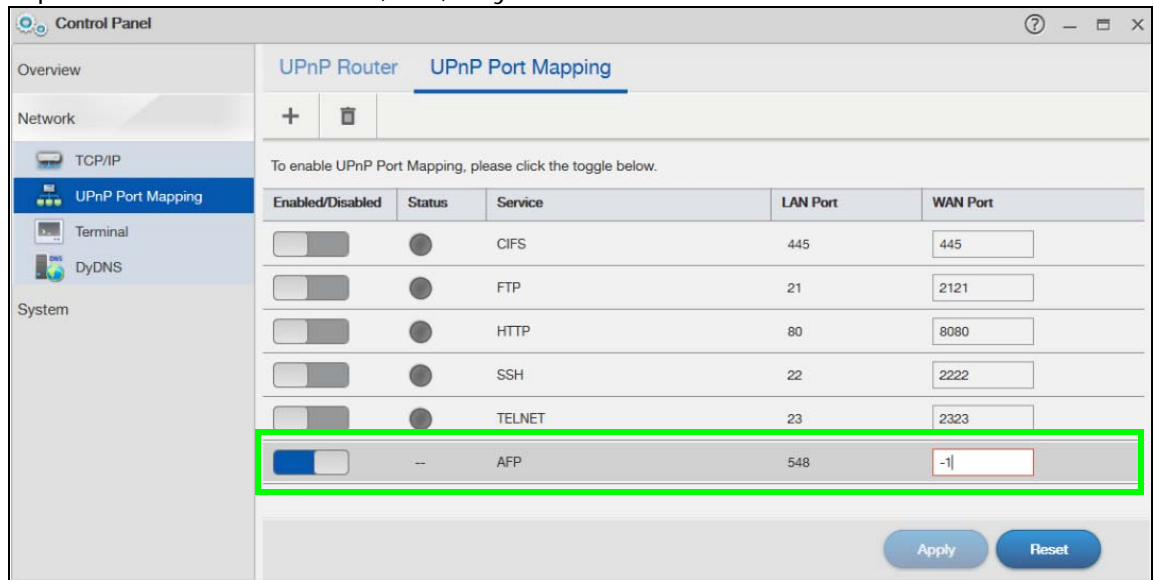 Control Panel
Overview
UPnP Router UPnP Port Mapping
Network
TCP/IP
To enable UPnP Port Mapping, please click the toggle below.
UPnP Port Mapping
Enabled/Disabled Status Service LAN Port WAN Port
Terminal
CIFS 445 445
DyDNS
FTP 21 2121
System
HTTP 80 8080
SSH 22 2222
TELNET 23 2323
-- AFP 548 -1
Apply Reset